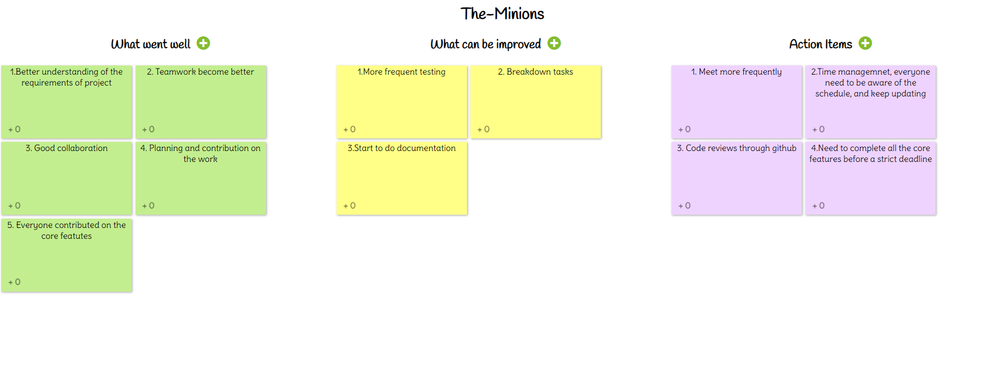 The-Minions
What went well
1.Better understanding of the
requirements of project
+ 0
2. Teamwork become better
+ 0
3. Good collaboration
+ 0
4. Planning and contribution on
the work
+ 0
5. Everyone contributed on the
core featutes
+ 0
What can be improved
1.More frequent testing
+ 0
2. Breakdown tasks
+ 0
3.Start to do documentation
+ 0
Action Items
1. Meet more frequently
+ 0
2.Time managemnet, everyone
need to be aware of the
schedule, and keep updating
+ 0
3. Code reviews through github
+ 0
4.Need to complete all the core
features before a strict deadline
+ 0